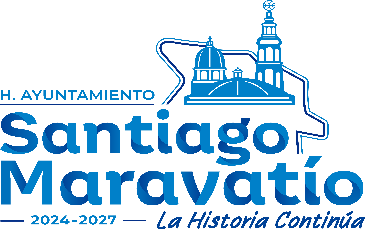 H. AYUNTAMIENTO
Santiago
Maravatío
2024-2027
La Historia Continúa